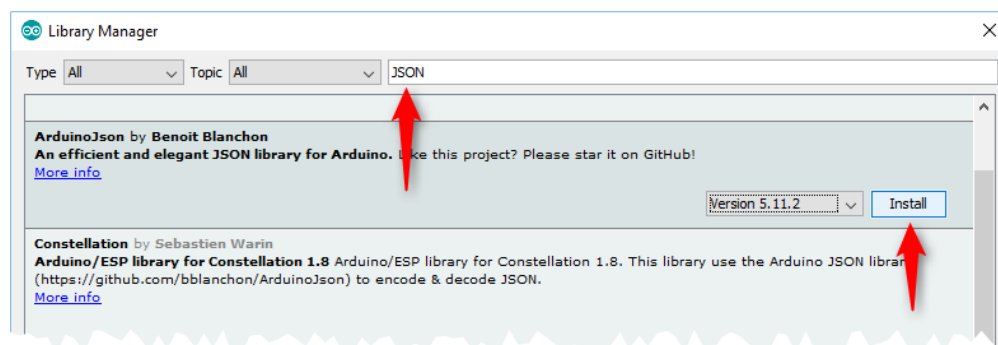 Library Manager
Type All Topic All JSON
ArduinoJson by Benoit Blanchon
An efficient and elegant JSON library for Arduino. Like this project? Please star it on GitHub!
More info
Version 5.11.2 Install
Constellation by Sebastien Warin
Arduino/ESP library for Constellation 1.8 Arduino/ESP library for Constellation 1.8. This library use the Arduino JSON library
(https://github.com/bblanchon/ArduinoJson) to encode & decode JSON.
More info